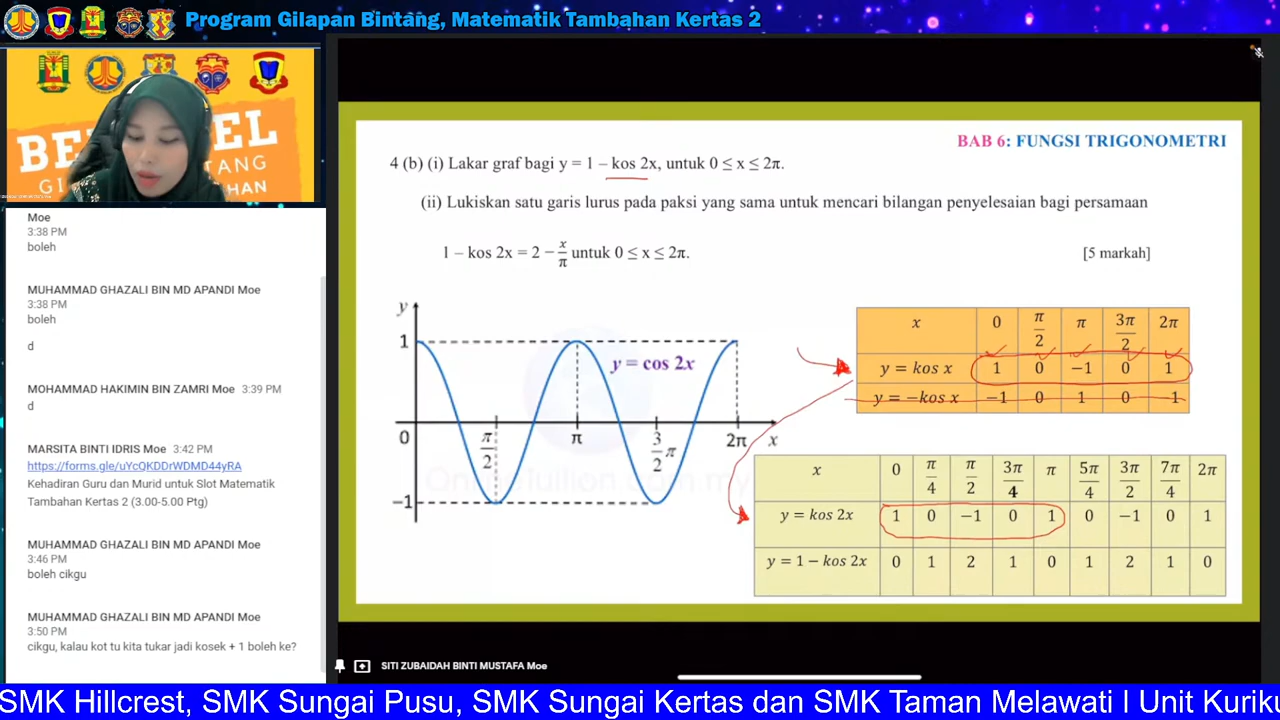 Program Gilapan Bintang, Matematik Tambahan Kertas 2
Moe
3:38 PM
boleh
MUHAMMAD GHAZALI BIN MD APANDI Moe
3:38 PM
boleh
d
MOHAMMAD HAKIMIN BIN ZAMRI Moe 3:39 PM
d
MARSITA BINTI IDRIS Moe 3:42 PM
https://forms.gle/uYcQKDDrWDMD44yRA
Kehadiran Guru dan Murid untuk Slot Matematik
Tambahan Kertas 2 (3.00-5.00 Ptg)
MUHAMMAD GHAZALI BIN MD APANDI Moe
3:46 PM
boleh cikgu
MUHAMMAD GHAZALI BIN MD APANDI Moe
3:50 PM
cikgu, kalau kot tu kita tukar jadi kosek + 1 boleh ke?
BAB 6: FUNGSI TRIGONOMETRI
4 (b) (i) Lakar graf bagi y = 1 – kos 2x, untuk 0 ≤ x ≤ 2π.
(ii) Lukiskan satu garis lurus pada paksi yang sama untuk mencari bilangan penyelesaian bagi persamaan
1 – kos 2x = 2 − x/π untuk 0 ≤ x ≤ 2π. [5 markah]
y
1
y = cos 2x
0 π/2 π 3/2 π 2π x
−1
x 0 π/2 π 3π/2 2π
y = kos x 1 0 −1 0 1
y = −kos x −1 0 1 0 −1
x 0 π/4 π/2 3π/4 π 5π/4 3π/2 7π/4 2π
y = kos 2x 1 0 −1 0 1 0 −1 0 1
y = 1 − kos 2x 0 1 2 1 0 1 2 1 0
SITI ZUBAIDAH BINTI MUSTAFA Moe
SMK Hillcrest, SMK Sungai Pusu, SMK Sungai Kertas dan SMK Taman Melawati l Unit Kuriku